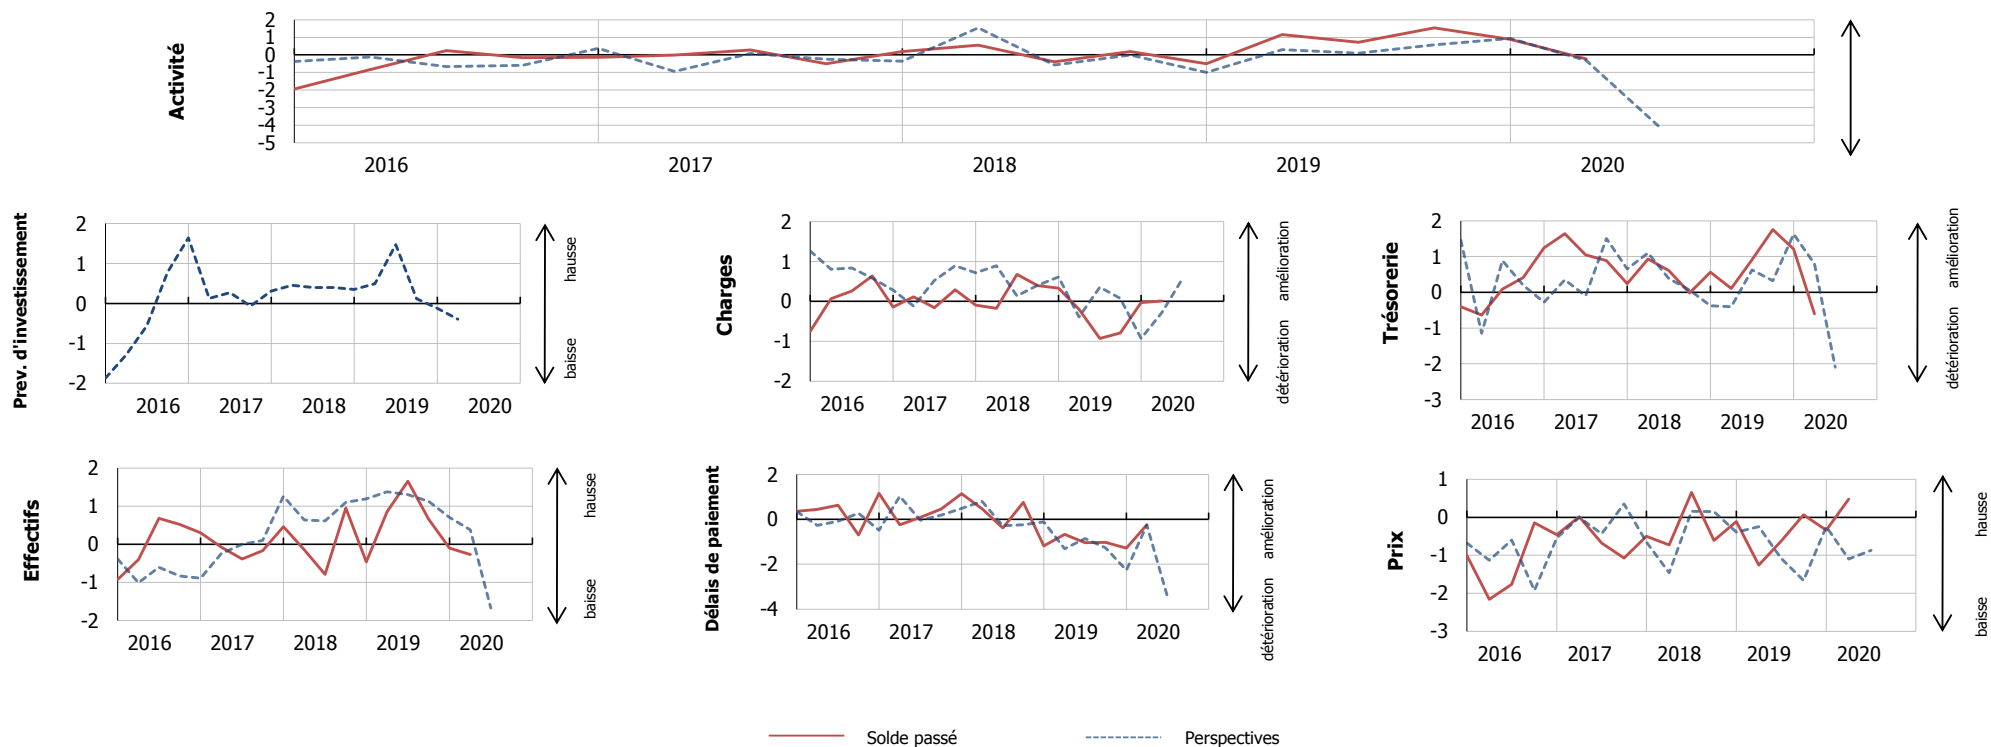 Activité
2
1
0
-1
-2
-3
-4
-5
2016 2017 2018 2019 2020
Prev. d'investissement
2
1
0
-1
-2
2016 2017 2018 2019 2020
hausse
baisse
Charges
2
1
0
-1
-2
2016 2017 2018 2019 2020
amélioration
détérioration
Trésorerie
2
1
0
-1
-2
-3
2016 2017 2018 2019 2020
amélioration
détérioration
Effectifs
2
1
0
-1
-2
2016 2017 2018 2019 2020
hausse
baisse
Délais de paiement
2
0
-2
-4
2016 2017 2018 2019 2020
amélioration
détérioration
Prix
1
0
-1
-2
-3
2016 2017 2018 2019 2020
hausse
baisse
Solde passé Perspectives